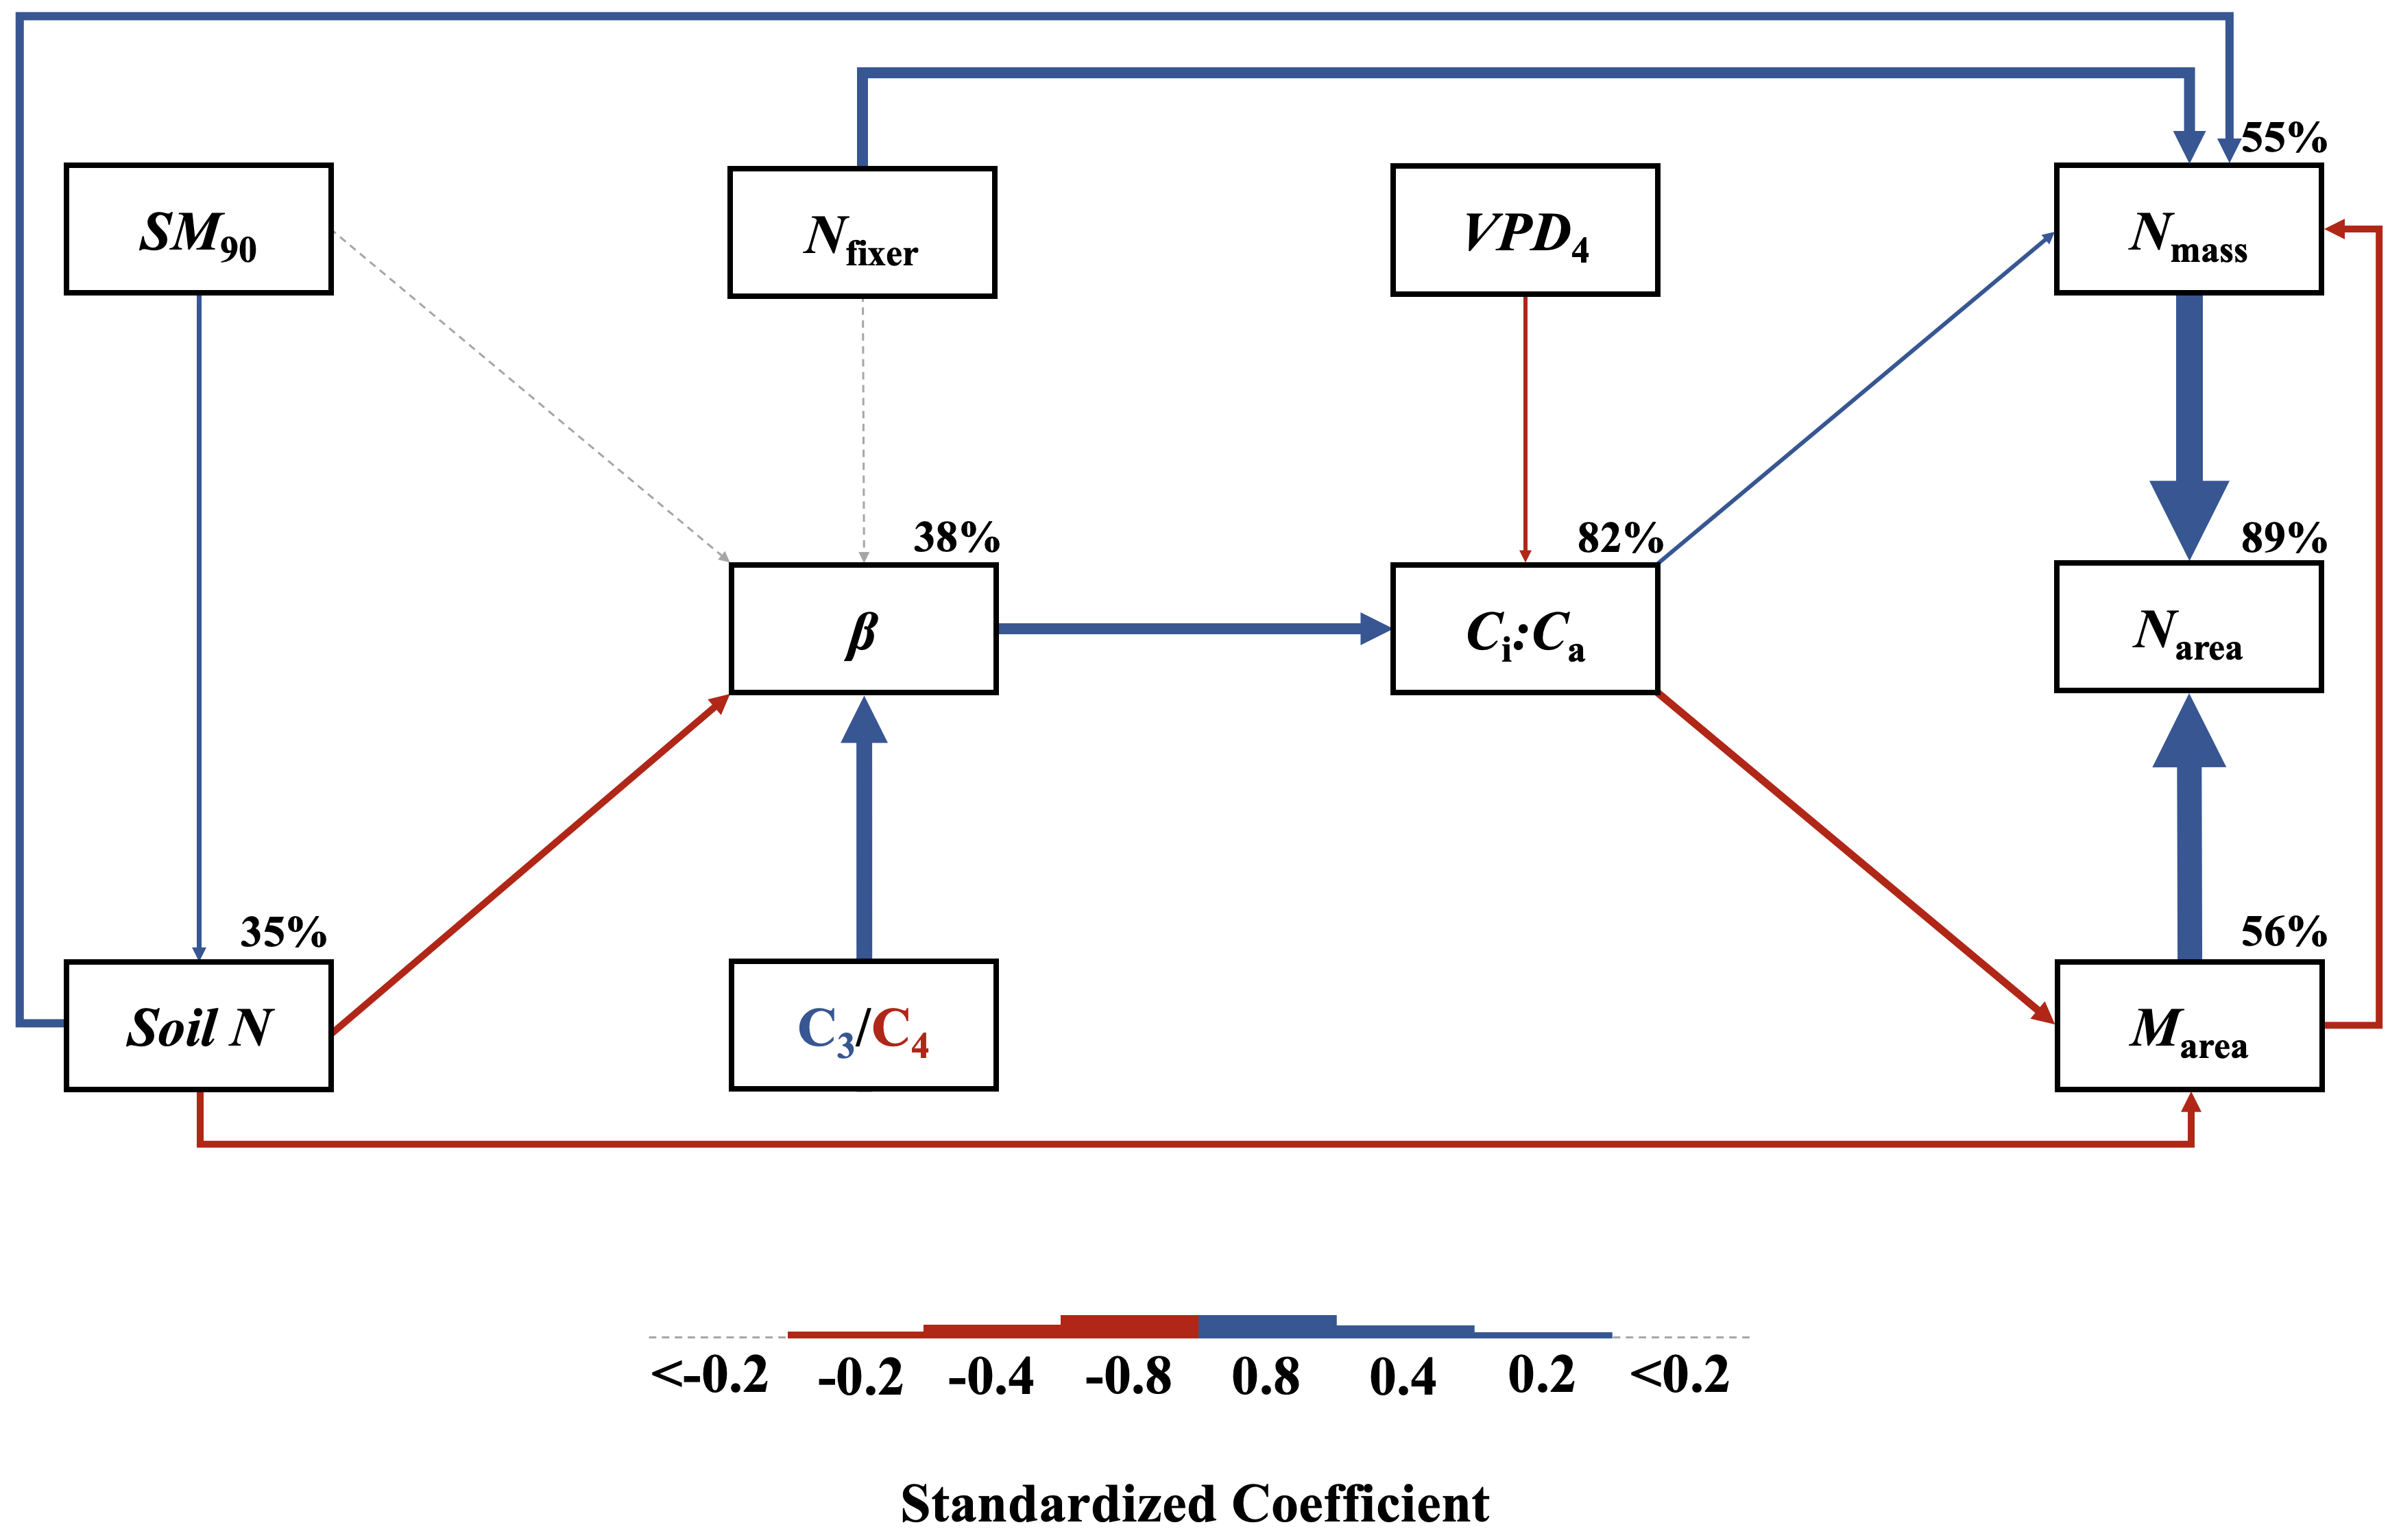 55%
SM90
Nfixer
VPD4
Nmass
38%
82%
89%
β
Ci:Ca
Narea
35%
56%
Soil N
C3/C4
Marea
<-0.2 -0.2 -0.4 -0.8 0.8 0.4 0.2 <0.2
Standardized Coefficient